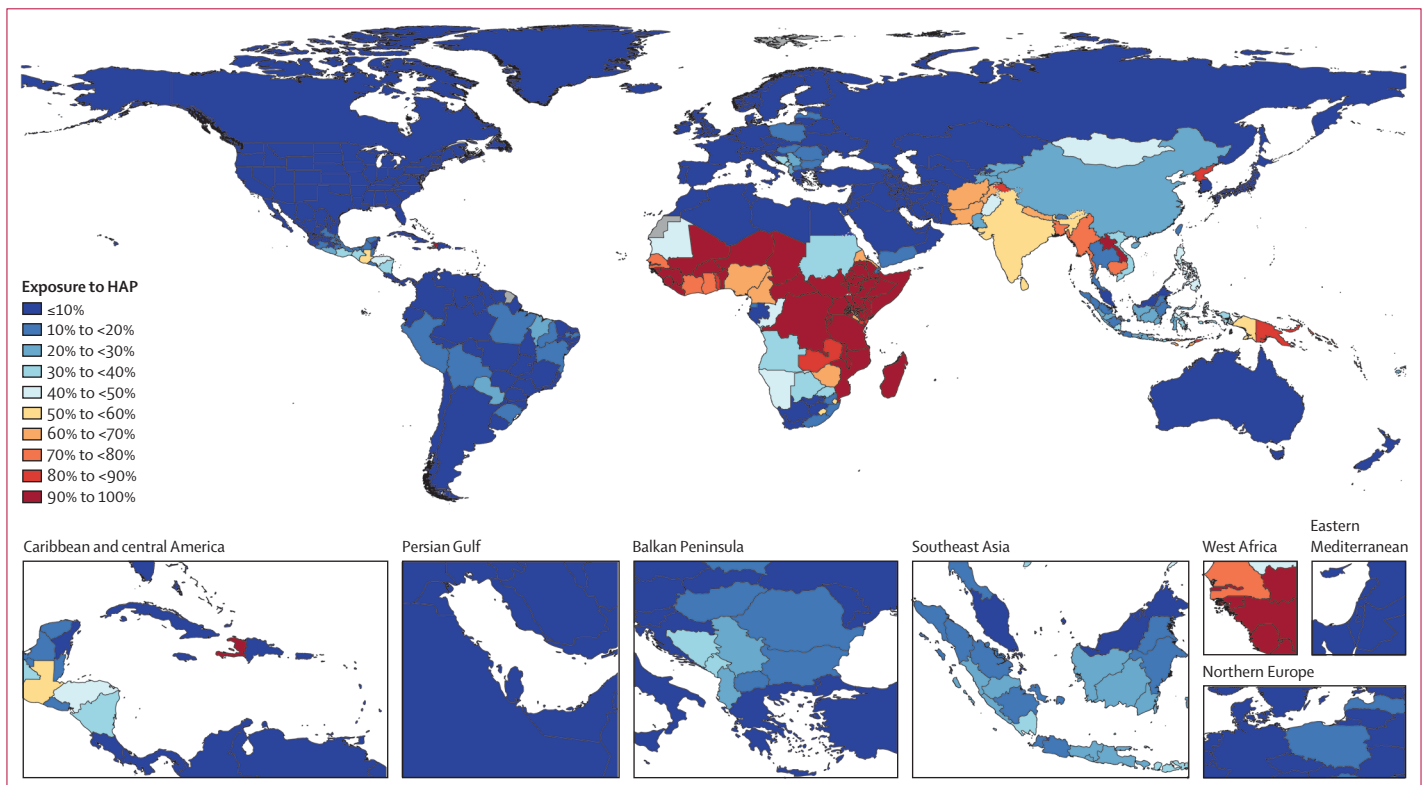 Exposure to HAP
≤10%
10% to <20%
20% to <30%
30% to <40%
40% to <50%
50% to <60%
60% to <70%
70% to <80%
80% to <90%
90% to 100%
Caribbean and central America
Persian Gulf
Balkan Peninsula
Southeast Asia
West Africa
Eastern
Mediterranean
Northern Europe